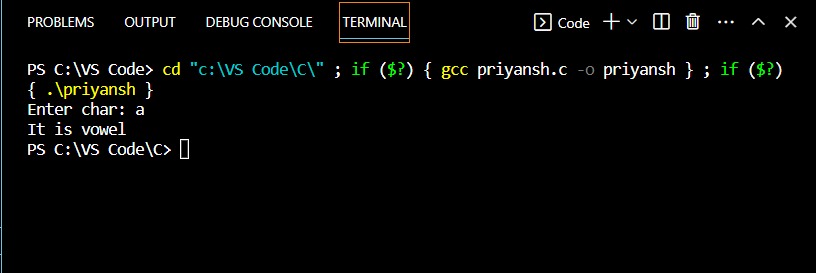 PROBLEMS OUTPUT DEBUG CONSOLE TERMINAL Code
PS C:\VS Code> cd "c:\VS Code\C\" ; if ($?) { gcc priyansh.c -o priyansh } ; if ($?)
{ .\priyansh }
Enter char: a
It is vowel
PS C:\VS Code\C>